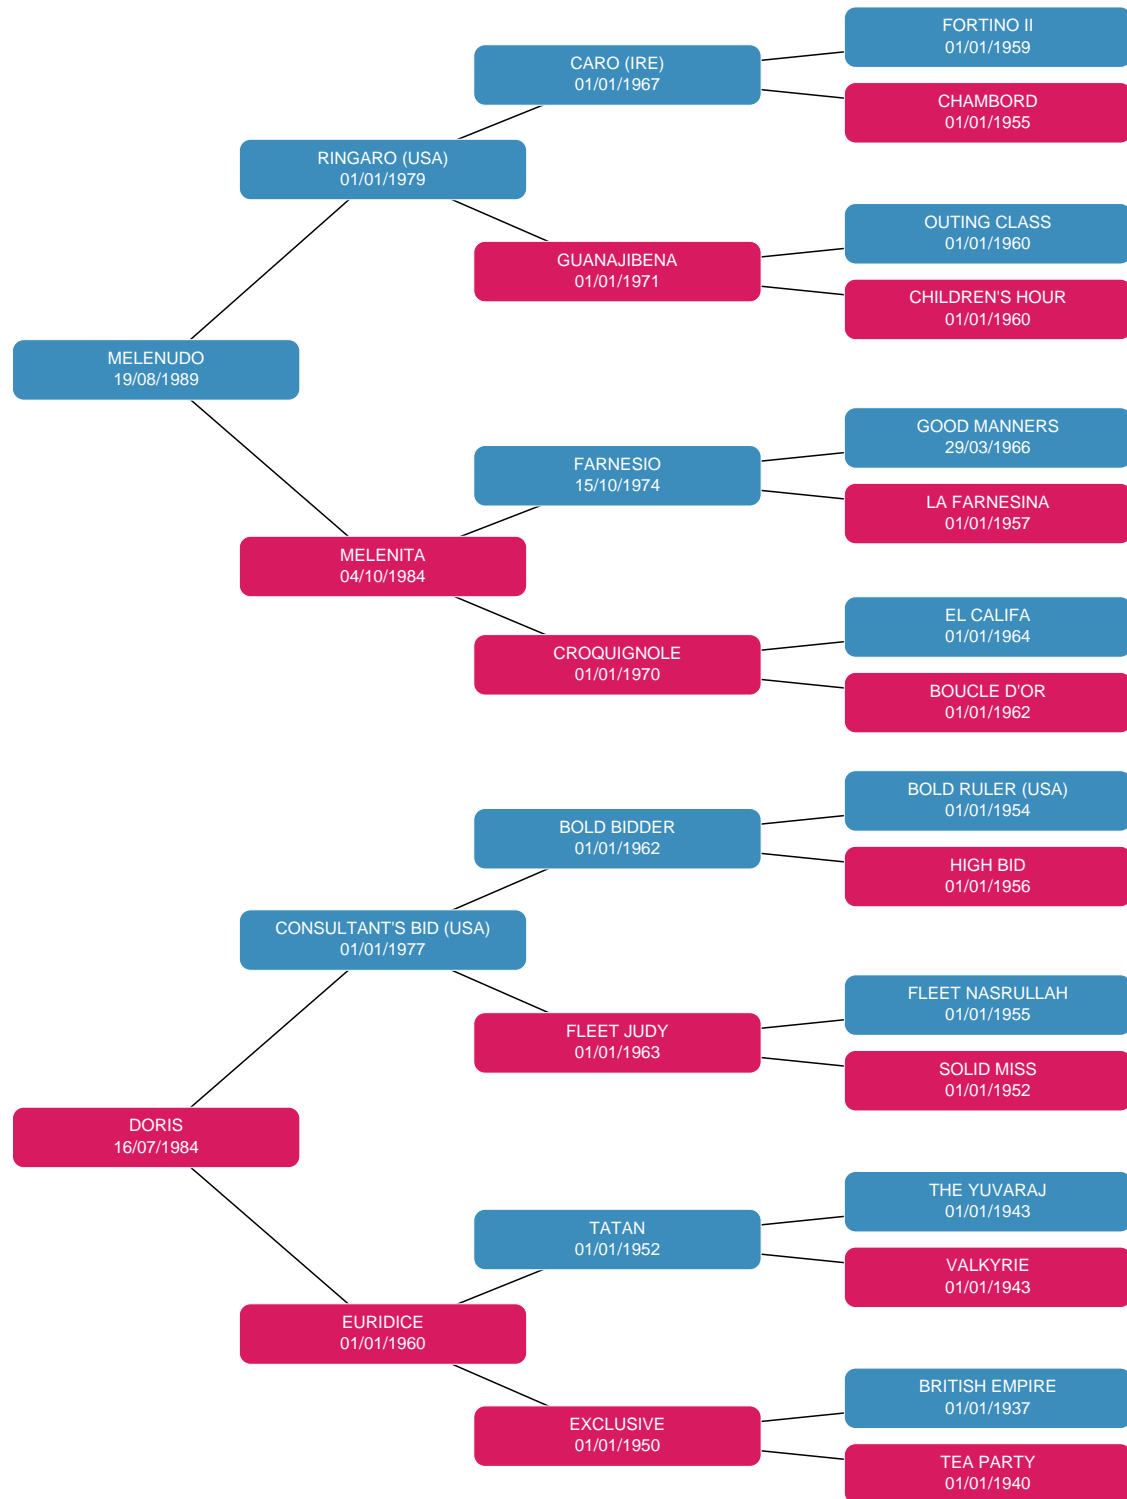 FORTINO II
01/01/1959
CARO (IRE)
01/01/1967
CHAMBORD
01/01/1955
RINGARO (USA)
01/01/1979
OUTING CLASS
01/01/1960
GUANAJIBENA
01/01/1971
CHILDREN'S HOUR
01/01/1960
MELENUDO
19/08/1989
GOOD MANNERS
29/03/1966
FARNESIO
15/10/1974
LA FARNESINA
01/01/1957
MELENITA
04/10/1984
EL CALIFA
01/01/1964
CROQUIGNOLE
01/01/1970
BOUCLE D'OR
01/01/1962
BOLD RULER (USA)
01/01/1954
BOLD BIDDER
01/01/1962
HIGH BID
01/01/1956
CONSULTANT'S BID (USA)
01/01/1977
FLEET NASRULLAH
01/01/1955
FLEET JUDY
01/01/1963
SOLID MISS
01/01/1952
DORIS
16/07/1984
THE YUVARAJ
01/01/1943
TATAN
01/01/1952
VALKYRIE
01/01/1943
EURIDICE
01/01/1960
BRITISH EMPIRE
01/01/1937
EXCLUSIVE
01/01/1950
TEA PARTY
01/01/1940